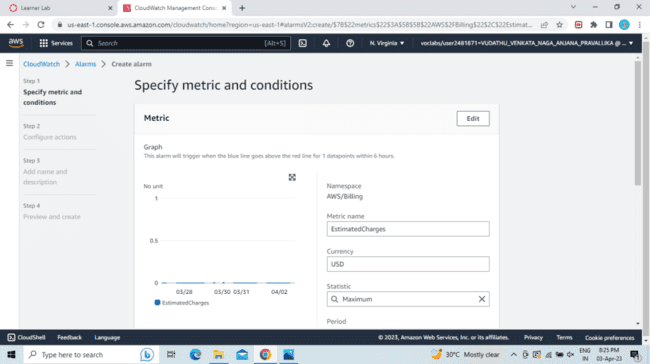 Learner Lab
CloudWatch Management Conso
us-east-1.console.aws.amazon.com/cloudwatch/home?region=us-east-1#alarmsV2:create/$7B$22metrics$22$3A$5B$5B$22AWS$2FBilling$22$2C$22Estimat...
aws
Services
Search
[Alt+S]
N. Virginia
voclabs/user2481871=VUDATHU_VENKATA_NAGA_ANJANA_PRAVALLIKA @ ...
CloudWatch
Alarms
Create alarm
Step 1
Specify metric and
conditions
Step 2
Configure actions
Step 3
Add name and
description
Step 4
Preview and create
Specify metric and conditions
Metric
Edit
Graph
This alarm will trigger when the blue line goes above the red line for 1 datapoints within 6 hours.
No unit
1
0.5
0
03/28
03/30
03/31
04/02
EstimatedCharges
Namespace
AWS/Billing
Metric name
EstimatedCharges
Currency
USD
Statistic
Maximum
Period
CloudShell
Feedback
Language
© 2023, Amazon Web Services, Inc. or its affiliates.
Privacy
Terms
Cookie preferences
Type here to search
30°C Mostly clear
ENG
IN
8:25 PM
03-Apr-23